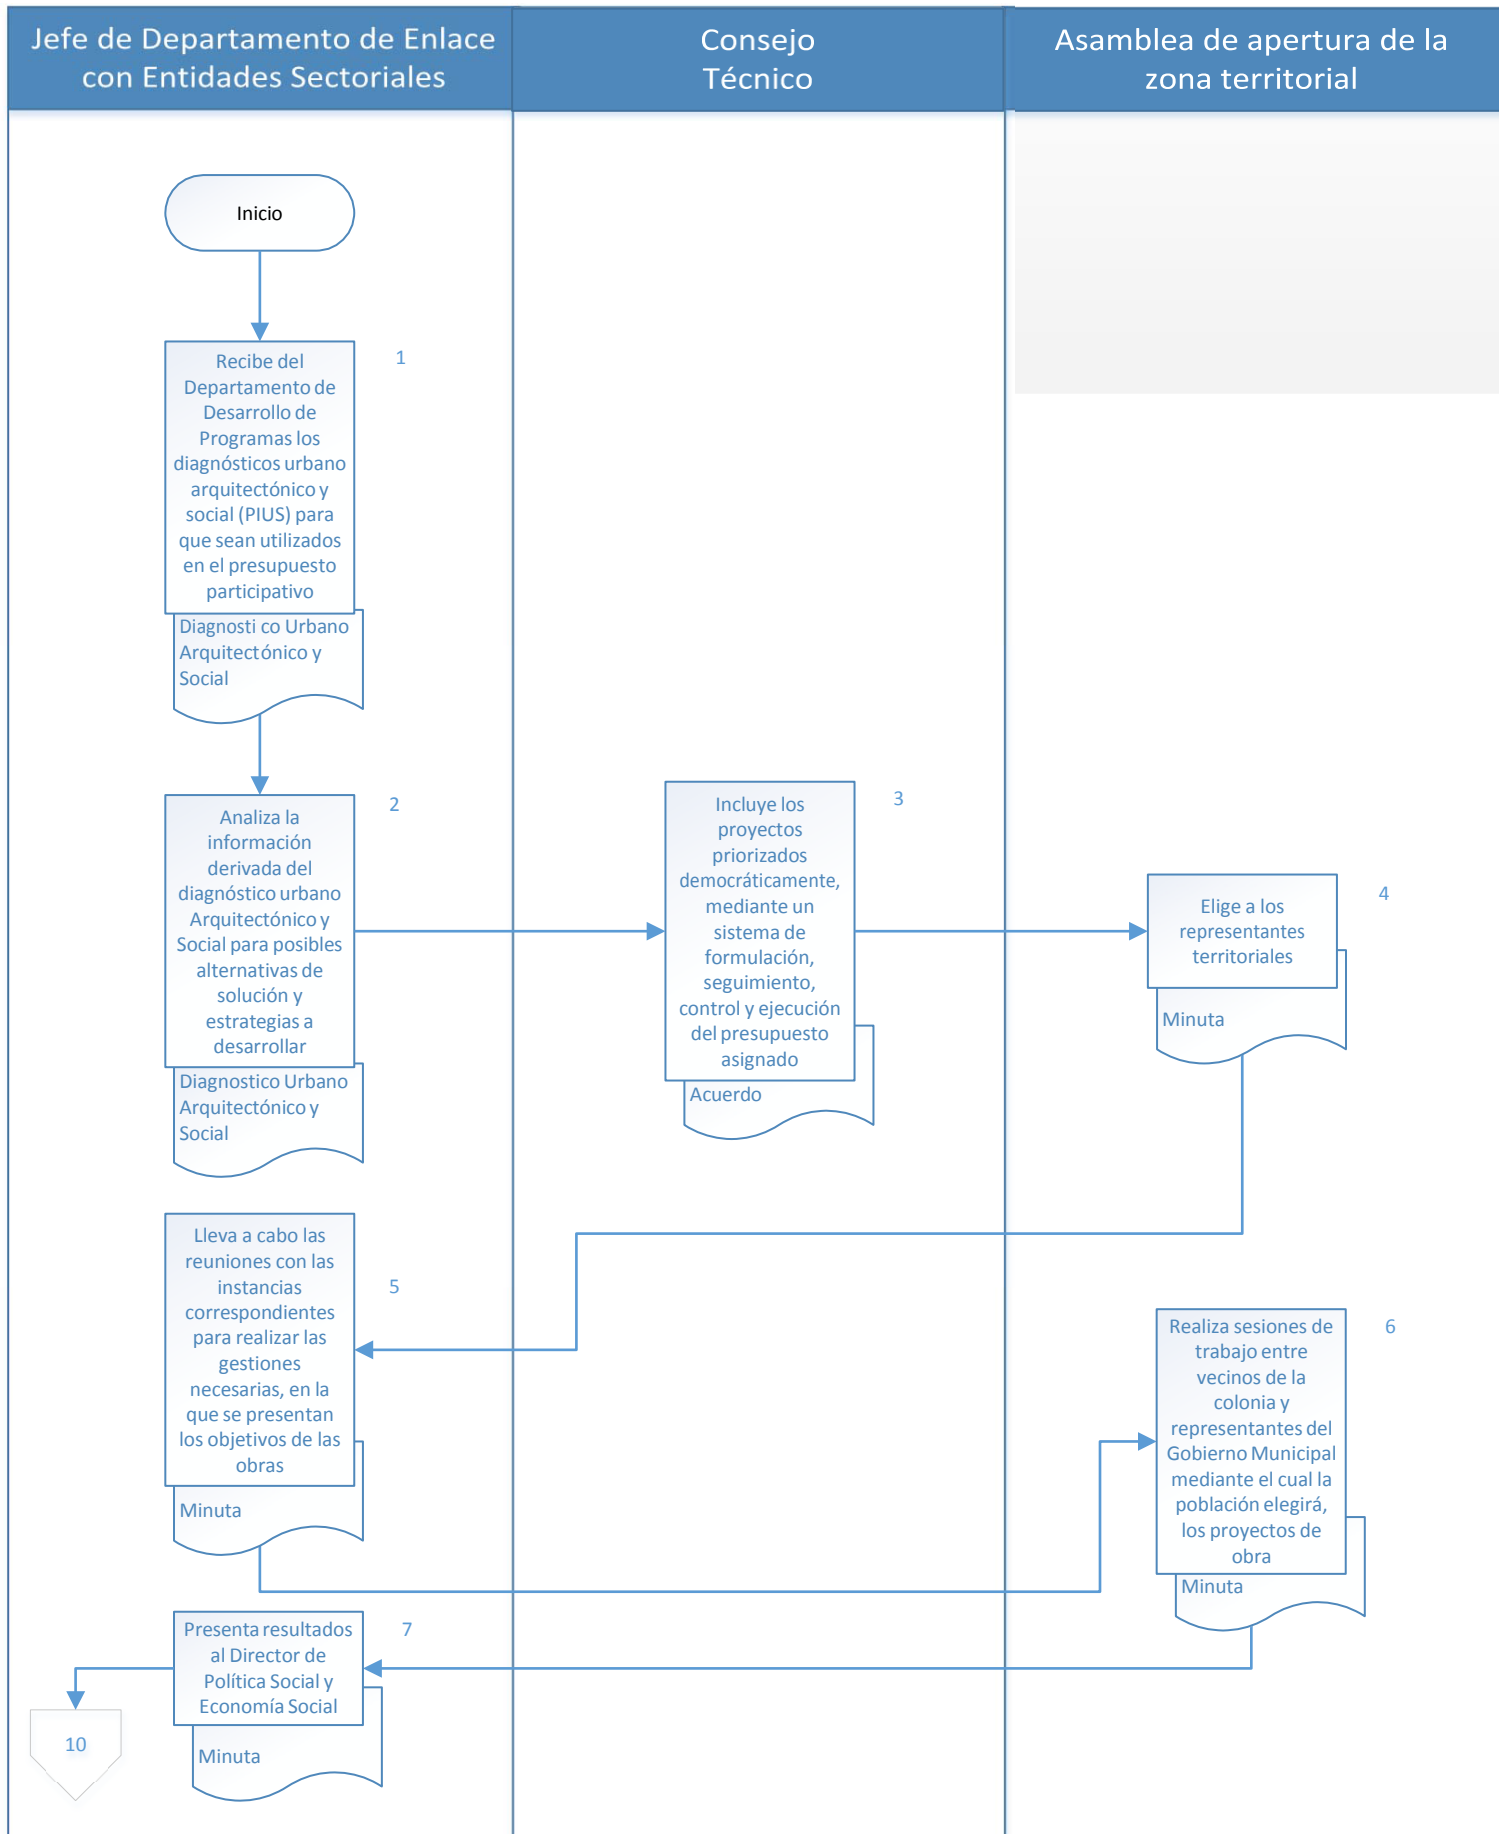 Jefe de Departamento de Enlace
con Entidades Sectoriales
Consejo
Técnico
Asamblea de apertura de la
zona territorial
Inicio
1
Recibe del
Departamento de
Desarrollo de
Programas los
diagnósticos urbano
arquitectónico y
social (PIUS) para
que sean utilizados
en el presupuesto
participativo
Diagnosti co Urbano
Arquitectónico y
Social
2
Analiza la
información
derivada del
diagnóstico urbano
Arquitectónico y
Social para posibles
alternativas de
solución y
estrategias a
desarrollar
Diagnostico Urbano
Arquitectónico y
Social
3
Incluye los
proyectos
priorizados
democráticamente,
mediante un
sistema de
formulación,
seguimiento,
control y ejecución
del presupuesto
asignado
Acuerdo
4
Elige a los
representantes
territoriales
Minuta
5
Lleva a cabo las
reuniones con las
instancias
correspondientes
para realizar las
gestiones
necesarias, en la
que se presentan
los objetivos de las
obras
Minuta
6
Realiza sesiones de
trabajo entre
vecinos de la
colonia y
representantes del
Gobierno Municipal
mediante el cual la
población elegirá,
los proyectos de
obra
Minuta
7
Presenta resultados
al Director de
Política Social y
Economía Social
Minuta
10